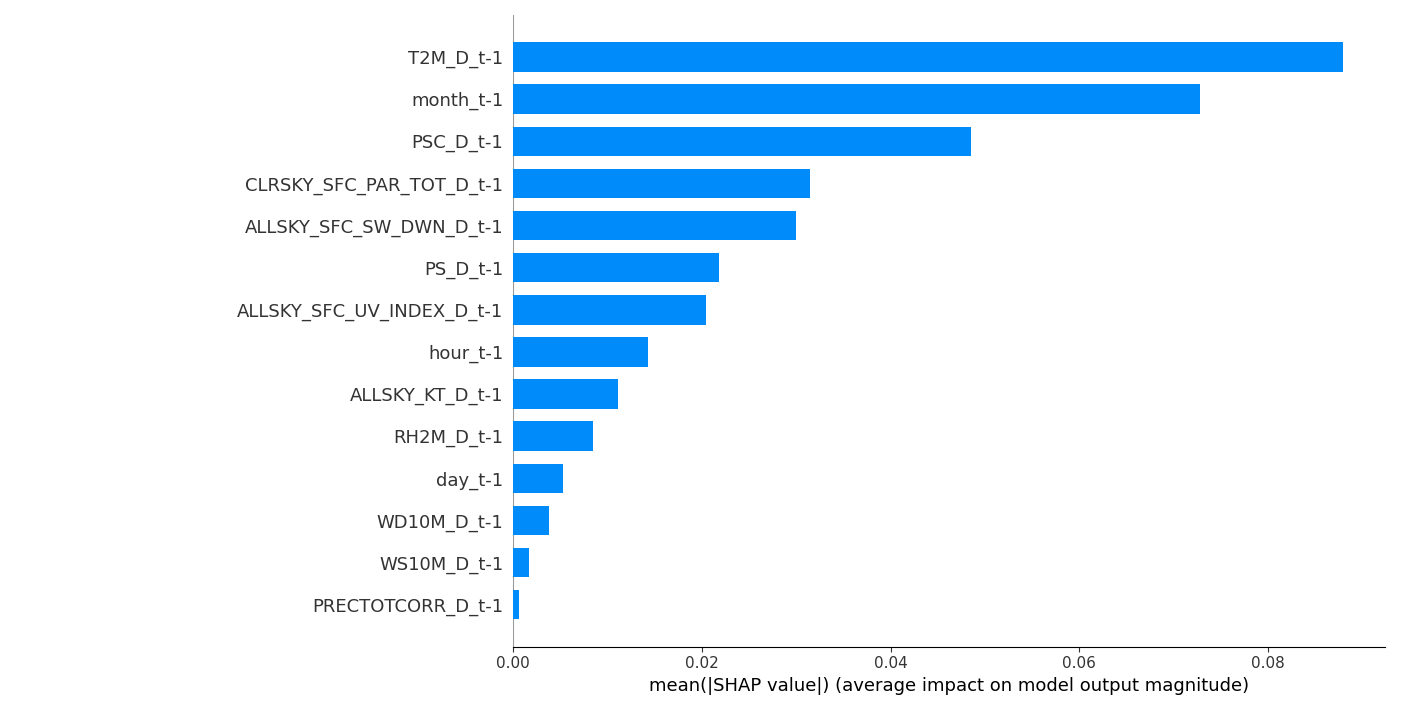 T2M_D_t-1
month_t-1
PSC_D_t-1
CLRSKY_SFC_PAR_TOT_D_t-1
ALLSKY_SFC_SW_DWN_D_t-1
PS_D_t-1
ALLSKY_SFC_UV_INDEX_D_t-1
hour_t-1
ALLSKY_KT_D_t-1
RH2M_D_t-1
day_t-1
WD10M_D_t-1
WS10M_D_t-1
PRECTOTCORR_D_t-1
0.00 0.02 0.04 0.06 0.08
mean(|SHAP value|) (average impact on model output magnitude)